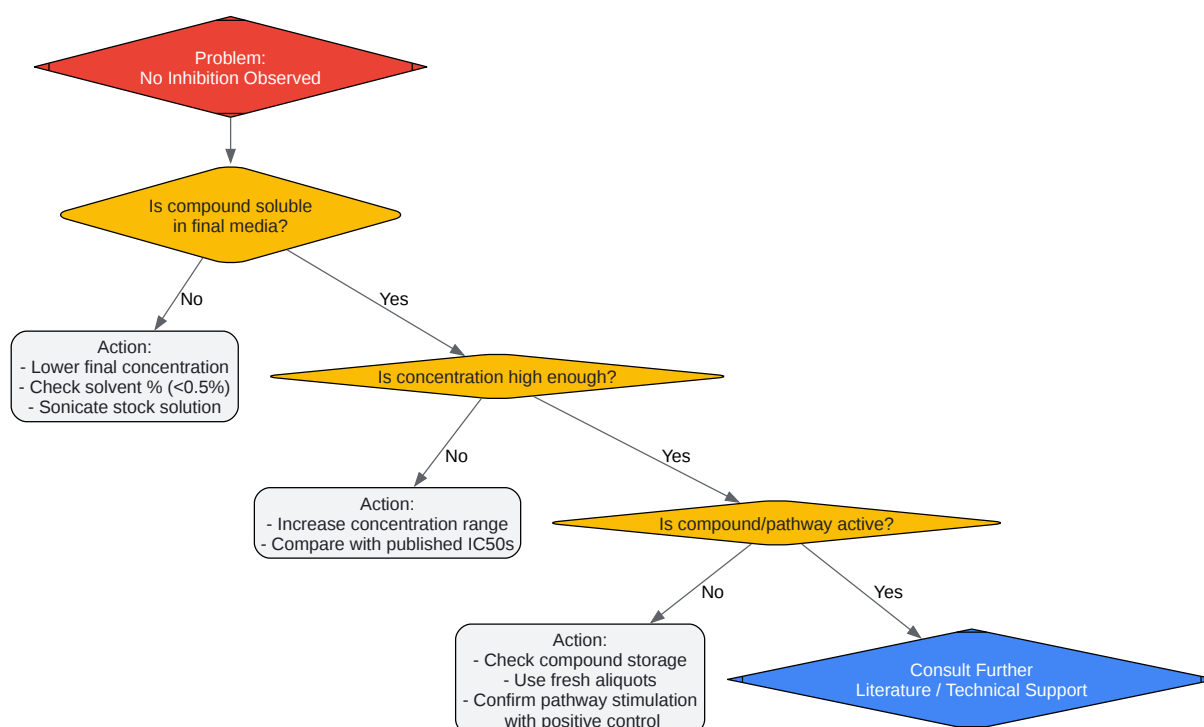 Problem:
No Inhibition Observed
Is compound soluble
in final media?
No
Yes
Action:
- Lower final concentration
- Check solvent % (<0.5%)
- Sonicate stock solution
Is concentration high enough?
No
Yes
Action:
- Increase concentration range
- Compare with published IC50s
Is compound/pathway active?
No
Yes
Action:
- Check compound storage
- Use fresh aliquots
- Confirm pathway stimulation
with positive control
Consult Further
Literature / Technical Support